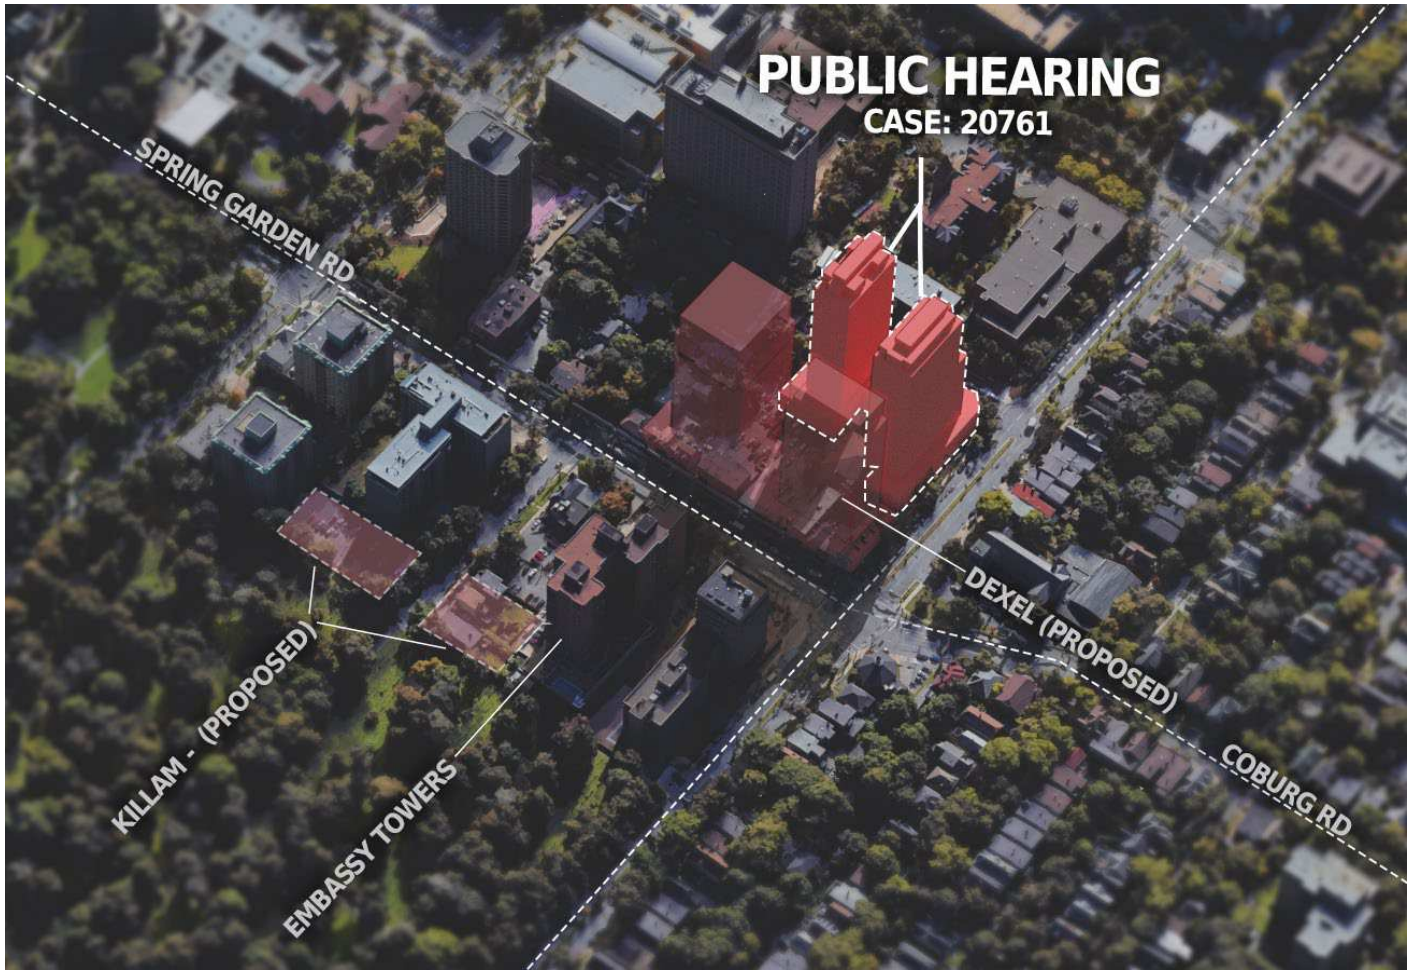 PUBLIC HEARING
CASE: 20761
SPRING GARDEN RD
DEXEL (PROPOSED)
KILLAM - (PROPOSED)
EMBASSY TOWERS
COBURG RD